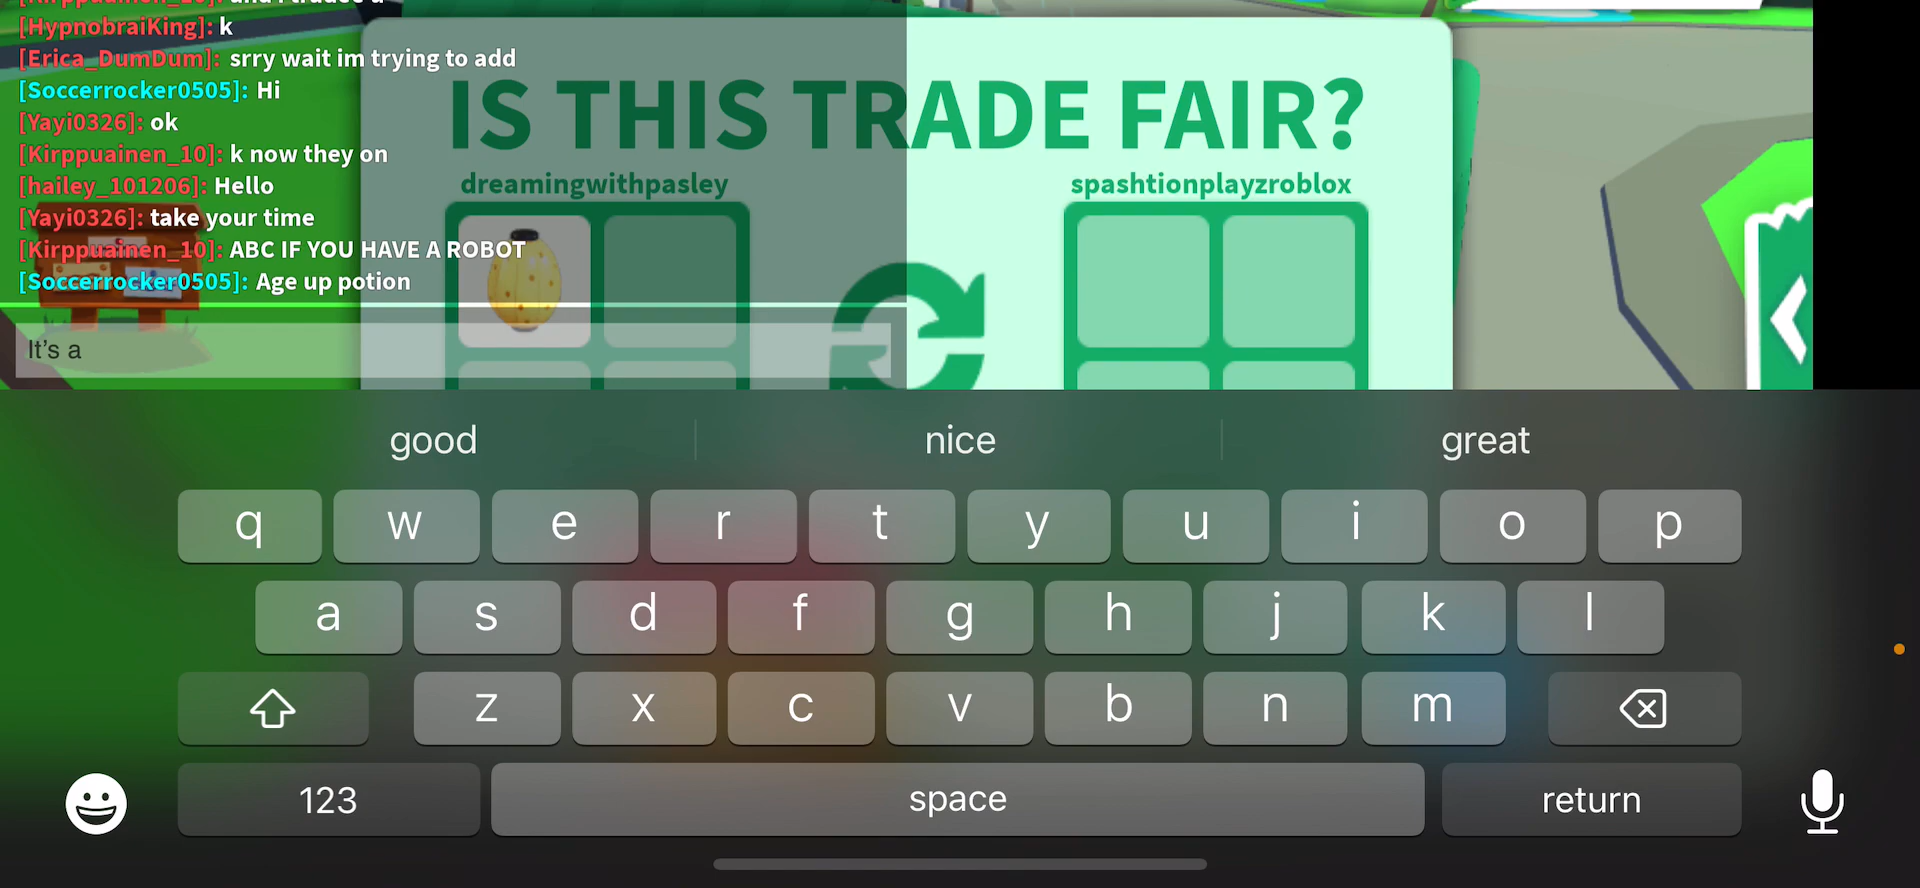 [HypnobraiKing]: k
[Erica_DumDum]: srry wait im trying to add
[Soccerrocker0505]: Hi
[Yayi0326]: ok
[Kirppuainen_10]: k now they on
[hailey_101206]: Hello
[Yayi0326]: take your time
[Kirppuainen_10]: ABC IF YOU HAVE A ROBOT
[Soccerrocker0505]: Age up potion
It’s a
IS THIS TRADE FAIR?
dreamingwithpasley
spashtionplayzroblox
good nice great
q w e r t y u i o p
a s d f g h j k l
z x c v b n m
123 space return